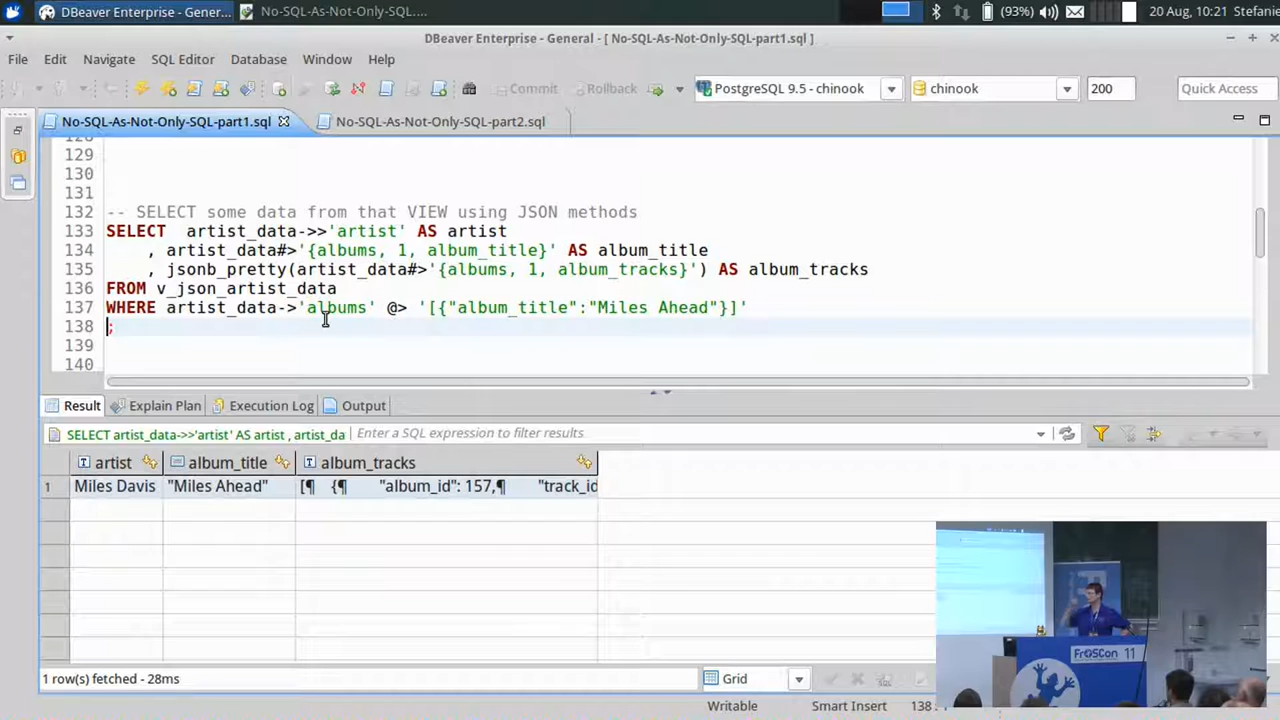 DBeaver Enterprise - Gener... No-SQL-As-Not-Only-SQL.... (93%) 20 Aug, 10:21 Stefanie
DBeaver Enterprise - General - [ No-SQL-As-Not-Only-SQL-part1.sql ]
File Edit Navigate SQL Editor Database Window Help
Commit Rollback PostgreSQL 9.5 - chinook chinook 200 Quick Access
No-SQL-As-Not-Only-SQL-part1.sql No-SQL-As-Not-Only-SQL-part2.sql
128
129
130
131
132 -- SELECT some data from that VIEW using JSON methods
133 SELECT artist_data->>'artist' AS artist
134 , artist_data#>'{albums, 1, album_title}' AS album_title
135 , jsonb_pretty(artist_data#>'{albums, 1, album_tracks}') AS album_tracks
136 FROM v_json_artist_data
137 WHERE artist_data->'albums' @> '[{"album_title":"Miles Ahead"}]'
138 ;
139
140
Result Explain Plan Execution Log Output
SELECT artist_data->>'artist' AS artist , artist_da Enter a SQL expression to filter results
artist album_title album_tracks
1 Miles Davis "Miles Ahead" [¶ {¶ "album_id": 157,¶ "track_id
FrOSCon 11
1 row(s) fetched - 28ms Grid
Writable Smart Insert 138 :